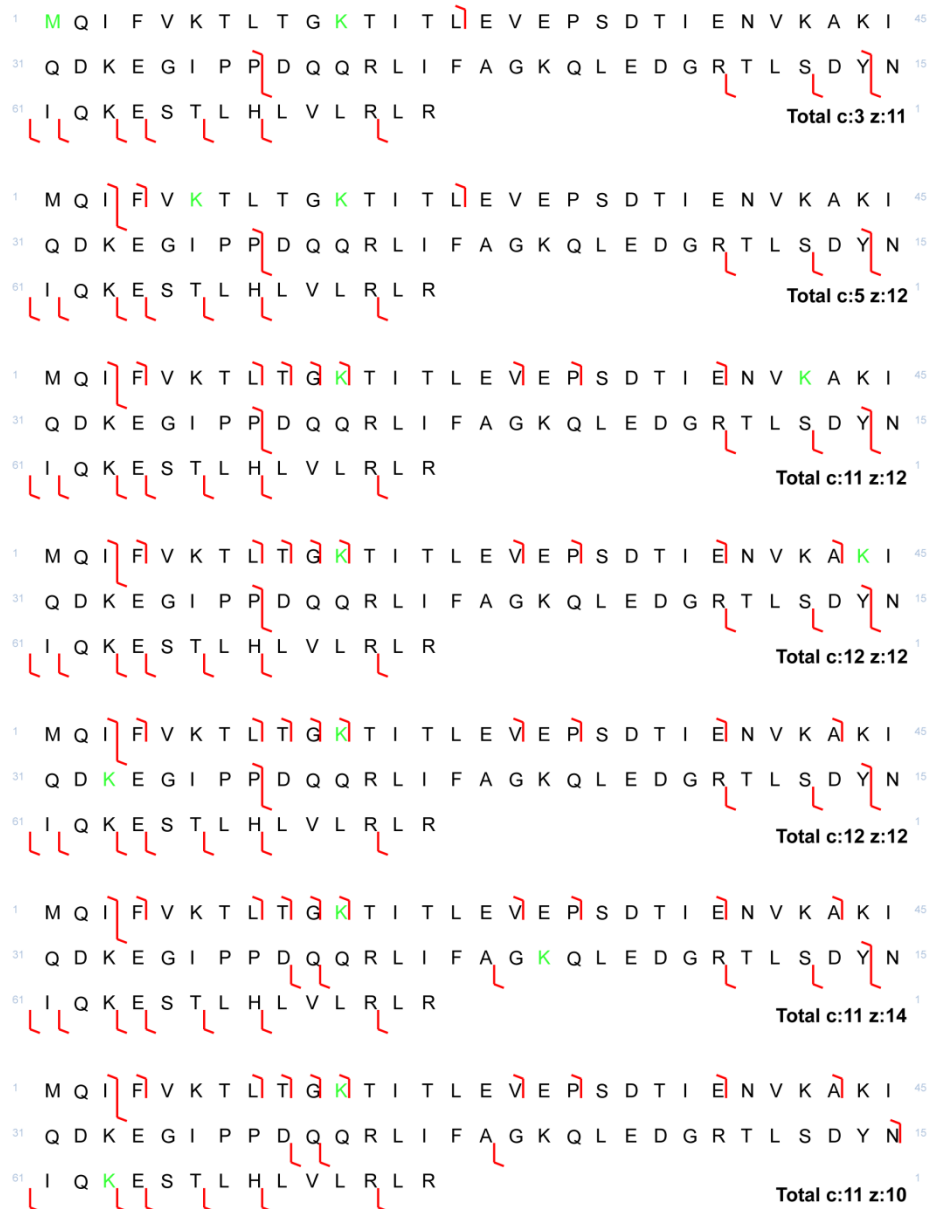 1 M Q I F V K T L T G K T I T L E V E P S D T I E N V K A K I 45
31 Q D K E G I P P D Q Q R L I F A G K Q L E D G R T L S D Y N 15
61 I Q K E S T L H L V L R L R 1
Total c:3 z:11
1 M Q I F V K T L T G K T I T L E V E P S D T I E N V K A K I 45
31 Q D K E G I P P D Q Q R L I F A G K Q L E D G R T L S D Y N 15
61 I Q K E S T L H L V L R L R 1
Total c:5 z:12
1 M Q I F V K T L T G K T I T L E V E P S D T I E N V K A K I 45
31 Q D K E G I P P D Q Q R L I F A G K Q L E D G R T L S D Y N 15
61 I Q K E S T L H L V L R L R 1
Total c:11 z:12
1 M Q I F V K T L T G K T I T L E V E P S D T I E N V K A K I 45
31 Q D K E G I P P D Q Q R L I F A G K Q L E D G R T L S D Y N 15
61 I Q K E S T L H L V L R L R 1
Total c:12 z:12
1 M Q I F V K T L T G K T I T L E V E P S D T I E N V K A K I 45
31 Q D K E G I P P D Q Q R L I F A G K Q L E D G R T L S D Y N 15
61 I Q K E S T L H L V L R L R 1
Total c:12 z:12
1 M Q I F V K T L T G K T I T L E V E P S D T I E N V K A K I 45
31 Q D K E G I P P D Q Q R L I F A G K Q L E D G R T L S D Y N 15
61 I Q K E S T L H L V L R L R 1
Total c:11 z:14
1 M Q I F V K T L T G K T I T L E V E P S D T I E N V K A K I 45
31 Q D K E G I P P D Q Q R L I F A G K Q L E D G R T L S D Y N 15
61 I Q K E S T L H L V L R L R 1
Total c:11 z:10